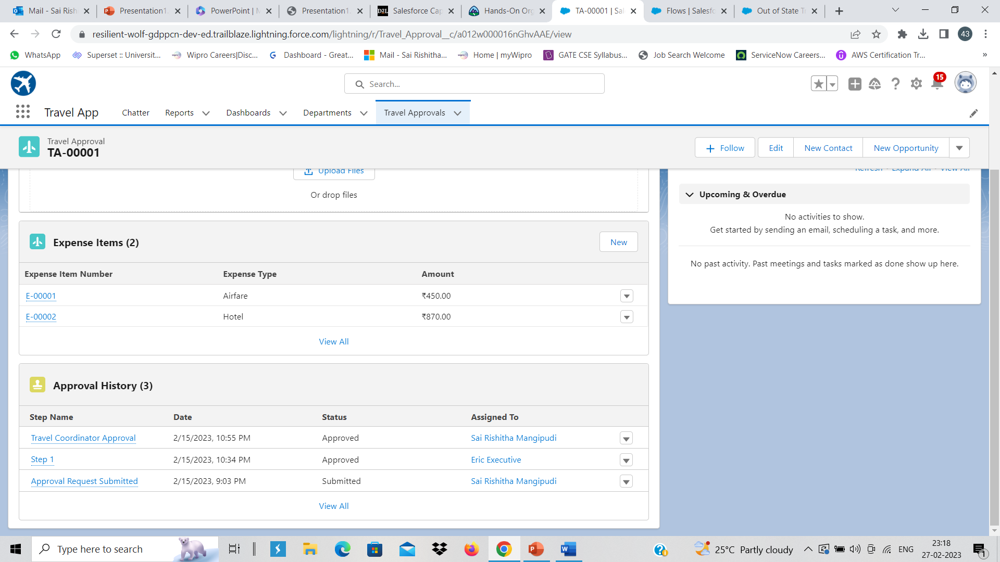 Mail - Sai Rish
Presentation1.
PowerPoint | M
Presentation1.
D2L Salesforce Cap
Hands-On Org
TA-00001 | Sal
Flows | Salesfo
Out of State T
resilient-wolf-gdppcn-dev-ed.trailblaze.lightning.force.com/lightning/r/Travel_Approval__c/a012w000016nGhvAAE/view
43
WhatsApp
Superset :: Universit...
Wipro Careers|Disc...
Dashboard - Great...
Mail - Sai Rishitha...
Home | myWipro
GATE CSE Syllabus...
Job Search Welcome
ServiceNow Careers...
AWS Certification Tr...
»
Search...
15
Travel App
Chatter
Reports
Dashboards
Departments
Travel Approvals
Travel Approval
TA-00001
Follow
Edit
New Contact
New Opportunity
Refresh • Expand All • View All
Upload Files
Or drop files
Upcoming & Overdue
No activities to show.
Get started by sending an email, scheduling a task, and more.
No past activity. Past meetings and tasks marked as done show up here.
Expense Items (2)
New
Expense Item Number Expense Type Amount
E-00001 Airfare ₹450.00
E-00002 Hotel ₹870.00
View All
Approval History (3)
Step Name Date Status Assigned To
Travel Coordinator Approval 2/15/2023, 10:55 PM Approved Sai Rishitha Mangipudi
Step 1 2/15/2023, 10:34 PM Approved Eric Executive
Approval Request Submitted 2/15/2023, 9:03 PM Submitted Sai Rishitha Mangipudi
View All
Type here to search
25°C Partly cloudy
ENG
23:18
27-02-2023
1